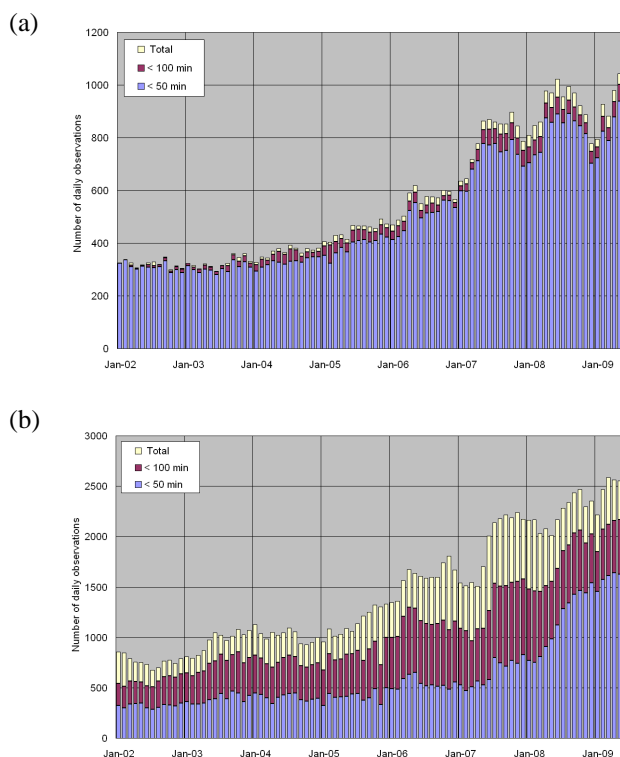 (a)
1200
1000
800
600
400
200
0
Number of daily observations
Total
< 100 min
< 50 min
Jan-02 Jan-03 Jan-04 Jan-05 Jan-06 Jan-07 Jan-08 Jan-09
(b)
3000
2500
2000
1500
1000
500
0
Number of daily observations
Total
< 100 min
< 50 min
Jan-02 Jan-03 Jan-04 Jan-05 Jan-06 Jan-07 Jan-08 Jan-09